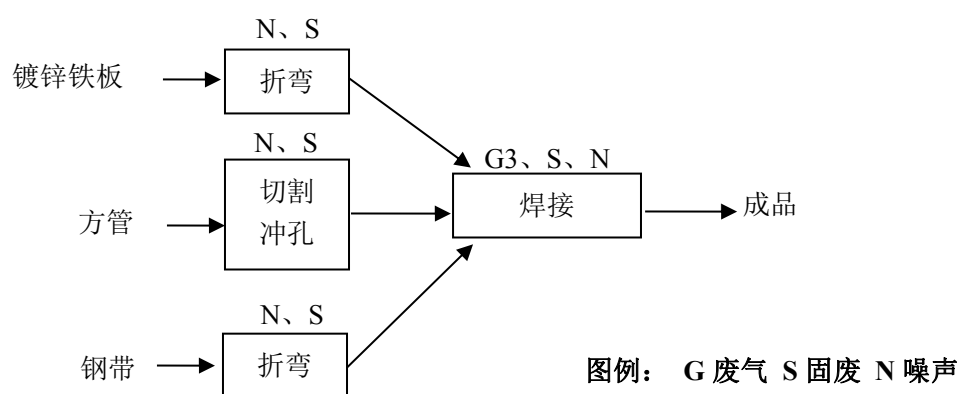 N、S
镀锌铁板
折弯
N、S
切割
冲孔
方管
G3、S、N
焊接
成品
N、S
钢带
折弯
图例： G 废气 S 固废 N 噪声